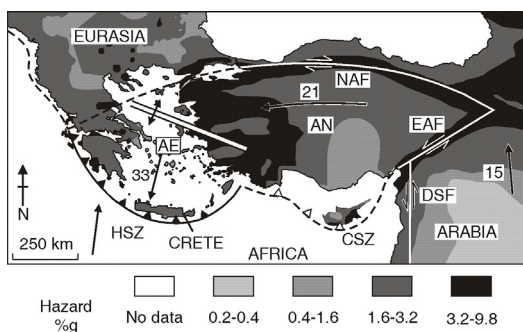 EURASIA
NAF
21
AN
EAF
AE
33
15
N
DSF
HSZ
250 km
CRETE
CSZ
AFRICA
ARABIA
Hazard
%g
No data
0.2-0.4
0.4-1.6
1.6-3.2
3.2-9.8